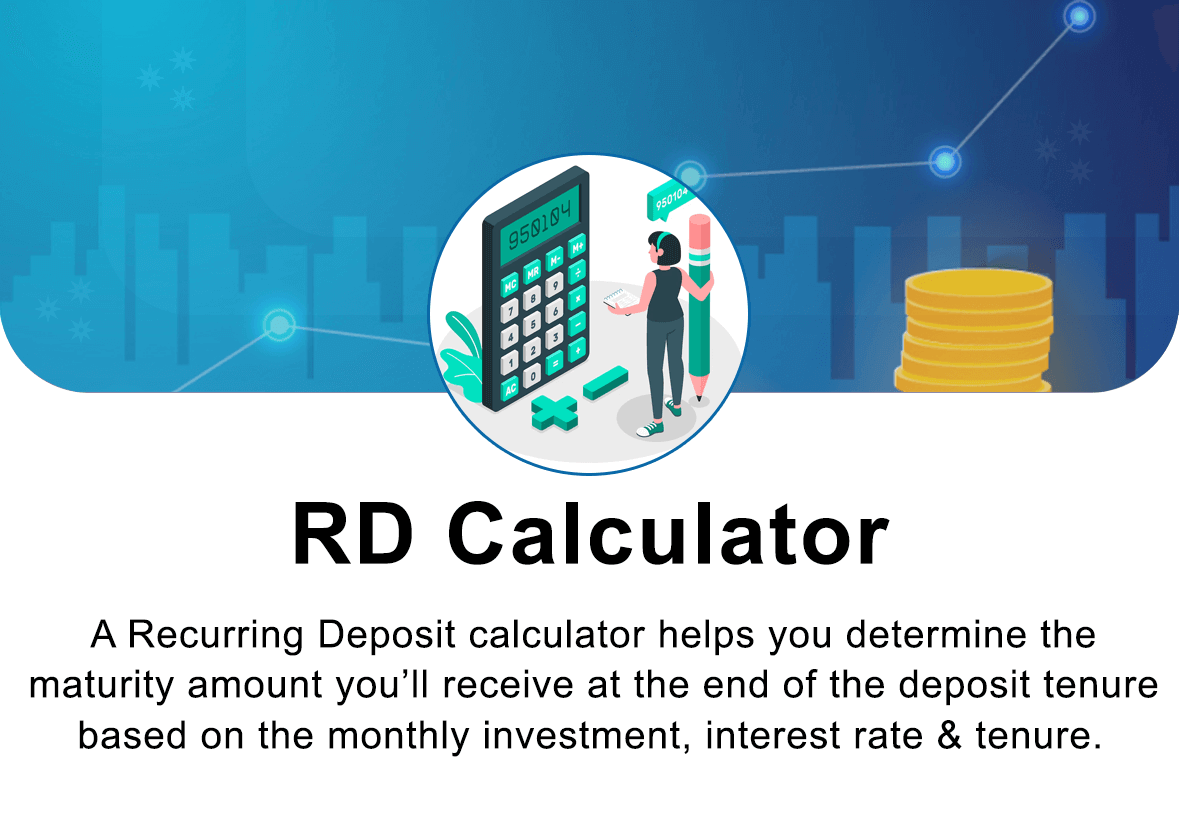 950104
950104
MC MR M- M+
7 8 9 ÷
4 5 6 ×
1 2 3 -
AC 0 = +
RD Calculator
A Recurring Deposit calculator helps you determine the
maturity amount you’ll receive at the end of the deposit tenure
based on the monthly investment, interest rate & tenure.